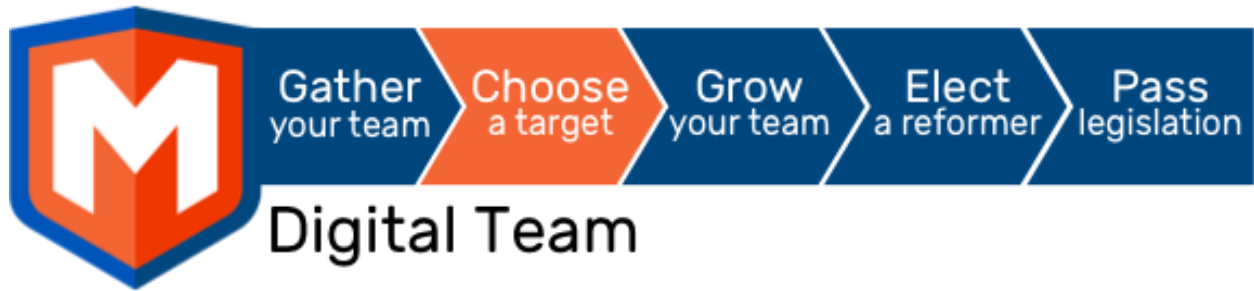 M
Gather
your team
Choose
a target
Grow
your team
Elect
a reformer
Pass
legislation
Digital Team